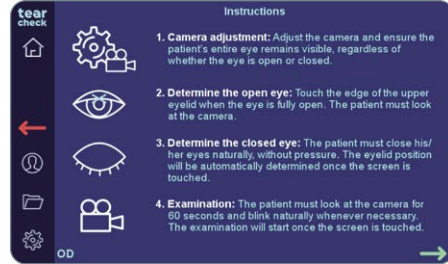 tear
check
Instructions
1. Camera adjustment: Adjust the camera and ensure the
patient's entire eye remains visible, regardless of
whether the eye is open or closed.
2. Determine the open eye: Touch the edge of the upper
eyelid when the eye is fully open. The patient must look
at the camera.
3. Determine the closed eye: The patient must close his/
her eyes naturally, without pressure. The eyelid position
will be automatically determined once the screen is
touched.
4. Examination: The patient must look at the camera for
60 seconds and blink naturally whenever necessary.
The examination will start once the screen is touched.
OD